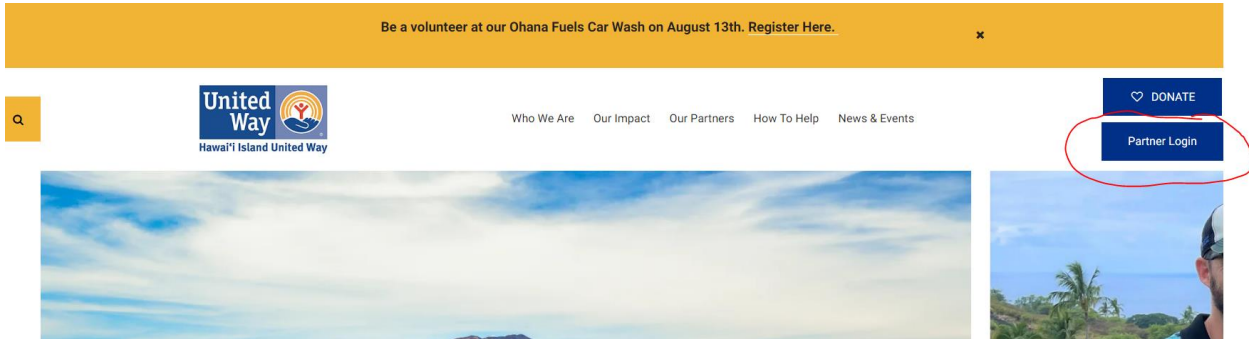 Be a volunteer at our Ohana Fuels Car Wash on August 13th. Register Here.
United
Way
Hawai‘i Island United Way
Who We Are Our Impact Our Partners How To Help News & Events
DONATE
Partner Login